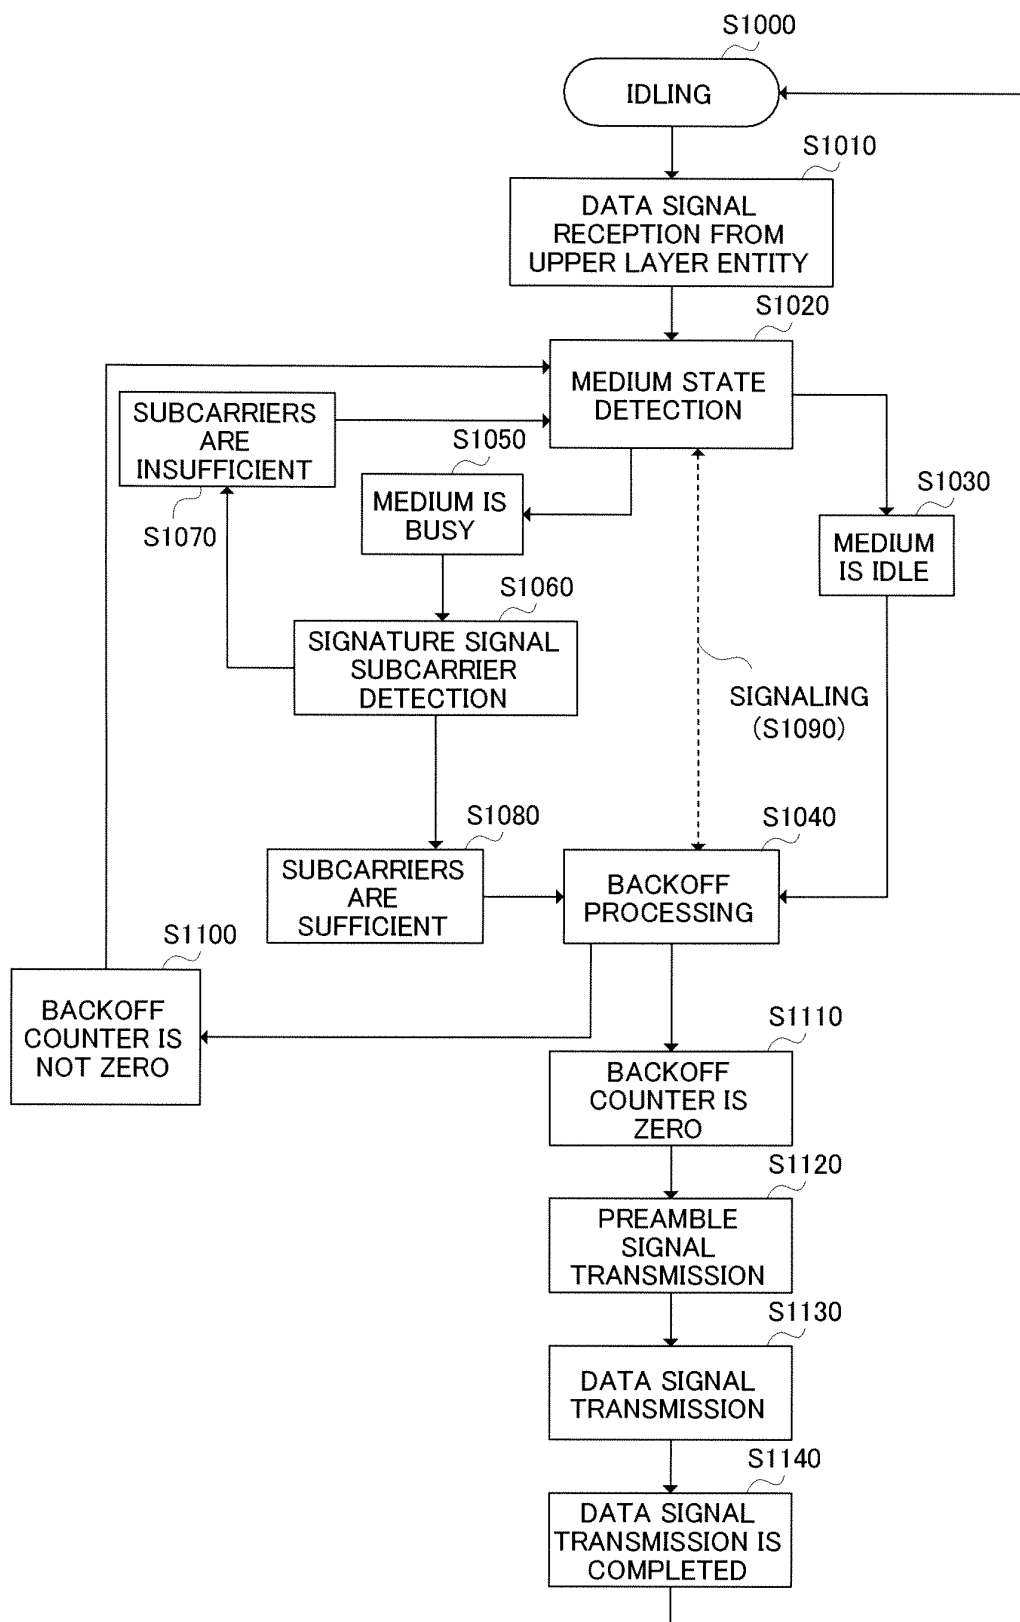 S1000
IDLING
S1010
DATA SIGNAL
RECEPTION FROM
UPPER LAYER ENTITY
S1020
MEDIUM STATE
DETECTION
SUBCARRIERS
ARE
INSUFFICIENT
S1070
S1050
MEDIUM IS
BUSY
S1030
MEDIUM
IS IDLE
S1060
SIGNATURE SIGNAL
SUBCARRIER
DETECTION
SIGNALING
(S1090)
S1080
SUBCARRIERS
ARE
SUFFICIENT
S1040
BACKOFF
PROCESSING
S1100
BACKOFF
COUNTER IS
NOT ZERO
S1110
BACKOFF
COUNTER IS
ZERO
S1120
PREAMBLE
SIGNAL
TRANSMISSION
S1130
DATA SIGNAL
TRANSMISSION
S1140
DATA SIGNAL
TRANSMISSION IS
COMPLETED